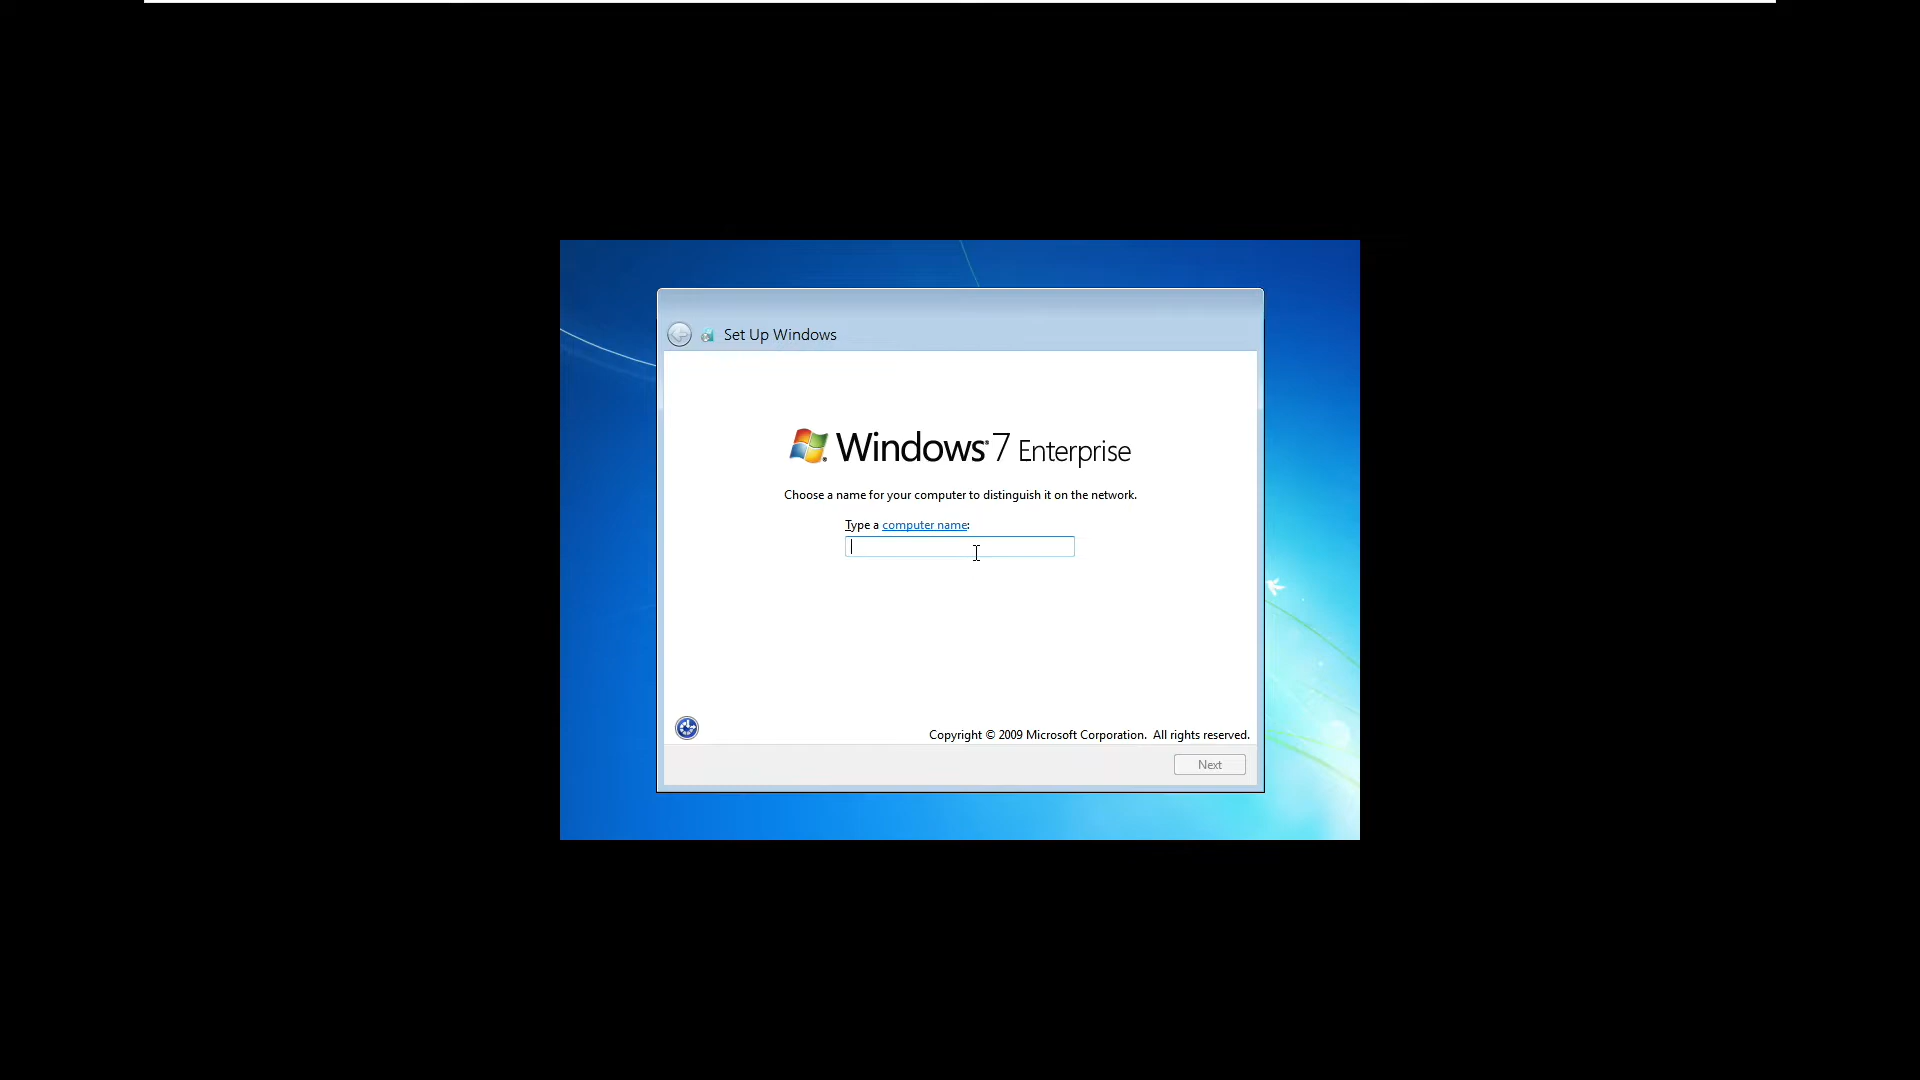 Set Up Windows
Windows 7 Enterprise
Choose a name for your computer to distinguish it on the network.
Type a computer name:
Copyright © 2009 Microsoft Corporation. All rights reserved.
Next